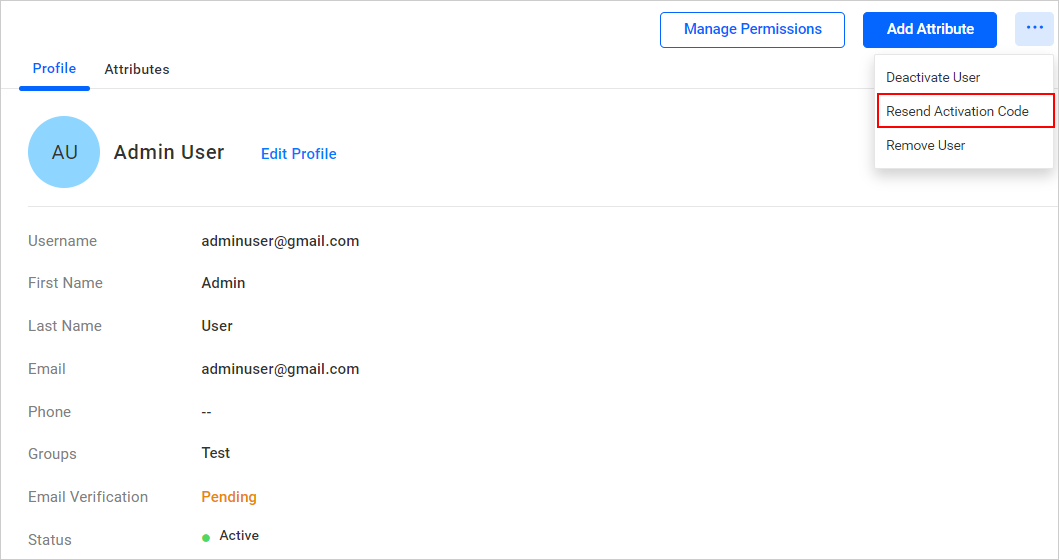 Manage Permissions
Add Attribute
...
Profile
Attributes
Deactivate User
Resend Activation Code
Remove User
AU
Admin User
Edit Profile
Username adminuser@gmail.com
First Name Admin
Last Name User
Email adminuser@gmail.com
Phone --
Groups Test
Email Verification Pending
Status Active